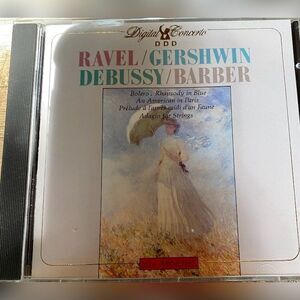 Digital Concerto
DDD
RAVEL/GERSHWIN
DEBUSSY/BARBER
Bolero · Rhapsody in Blue
An American in Paris
Prélude à l'après-midi d'un Faune
Adagio for Strings